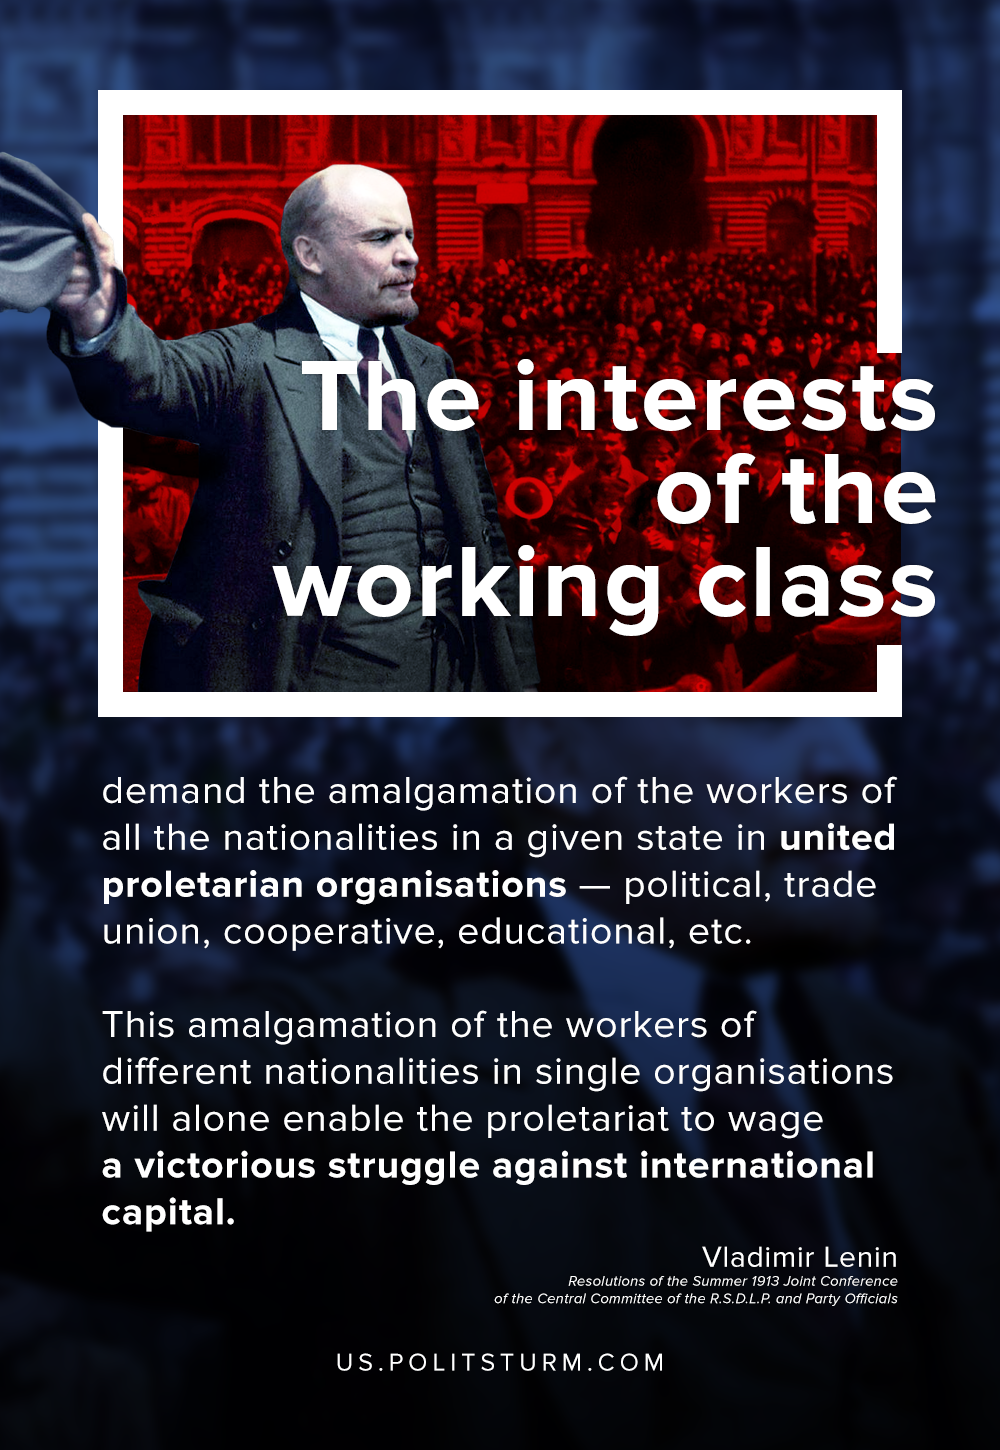 The interests
of the
working class
demand the amalgamation of the workers of
all the nationalities in a given state in united
proletarian organisations — political, trade
union, cooperative, educational, etc.
This amalgamation of the workers of
different nationalities in single organisations
will alone enable the proletariat to wage
a victorious struggle against international
capital.
Vladimir Lenin
Resolutions of the Summer 1913 Joint Conference
of the Central Committee of the R.S.D.L.P. and Party Officials
US.POLITSTURM.COM